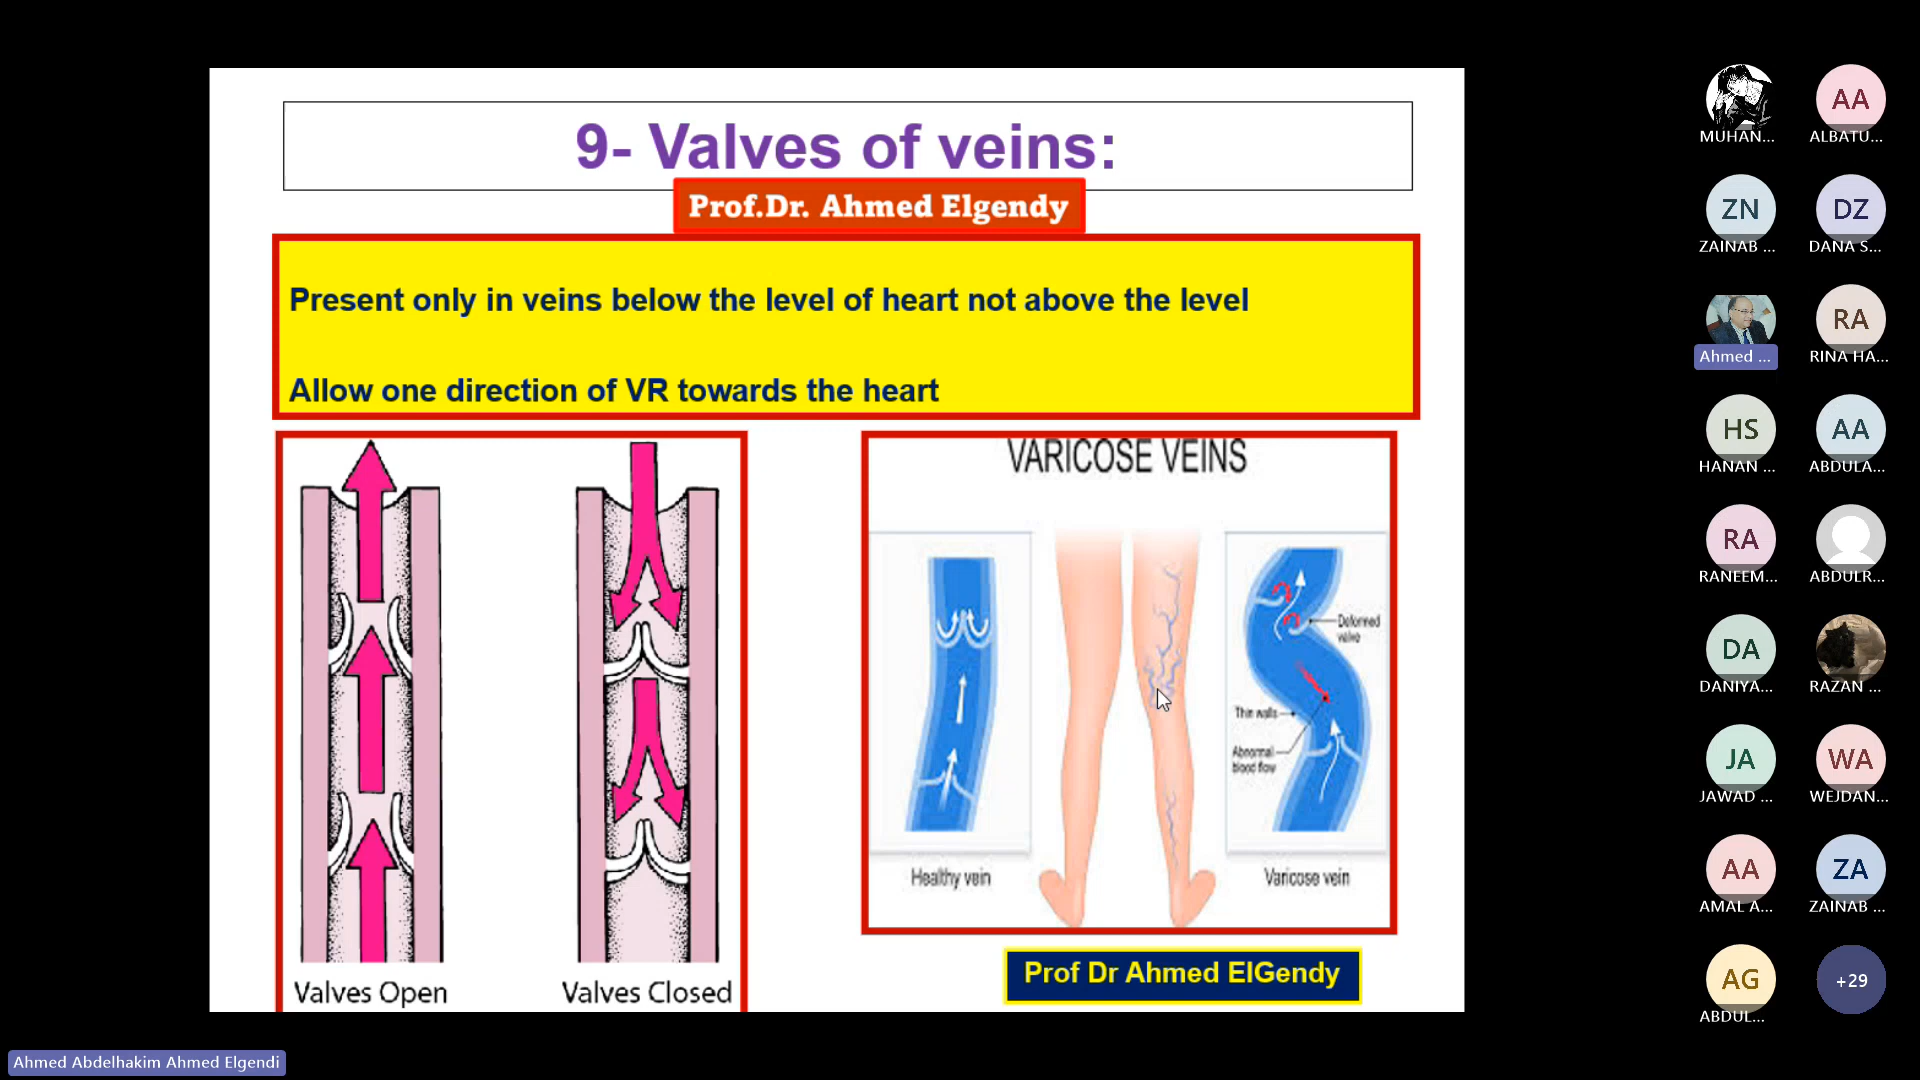 9- Valves of veins:
Prof.Dr. Ahmed Elgendy
Present only in veins below the level of heart not above the level
Allow one direction of VR towards the heart
Valves Open
Valves Closed
VARICOSE VEINS
Deformed
valve
Thin walls
Abnormal
blood flow
Healthy vein
Varicose vein
Prof Dr Ahmed ElGendy
MUHAN...
AA
ALBATU...
ZN
ZAINAB ...
DZ
DANA S...
Ahmed ...
RA
RINA HA...
HS
HANAN ...
AA
ABDULA...
RA
RANEEM...
ABDULR...
DA
DANIYA...
RAZAN ...
JA
JAWAD ...
WA
WEJDAN...
AA
AMAL A...
ZA
ZAINAB ...
AG
ABDUL...
+29
Ahmed Abdelhakim Ahmed Elgendi